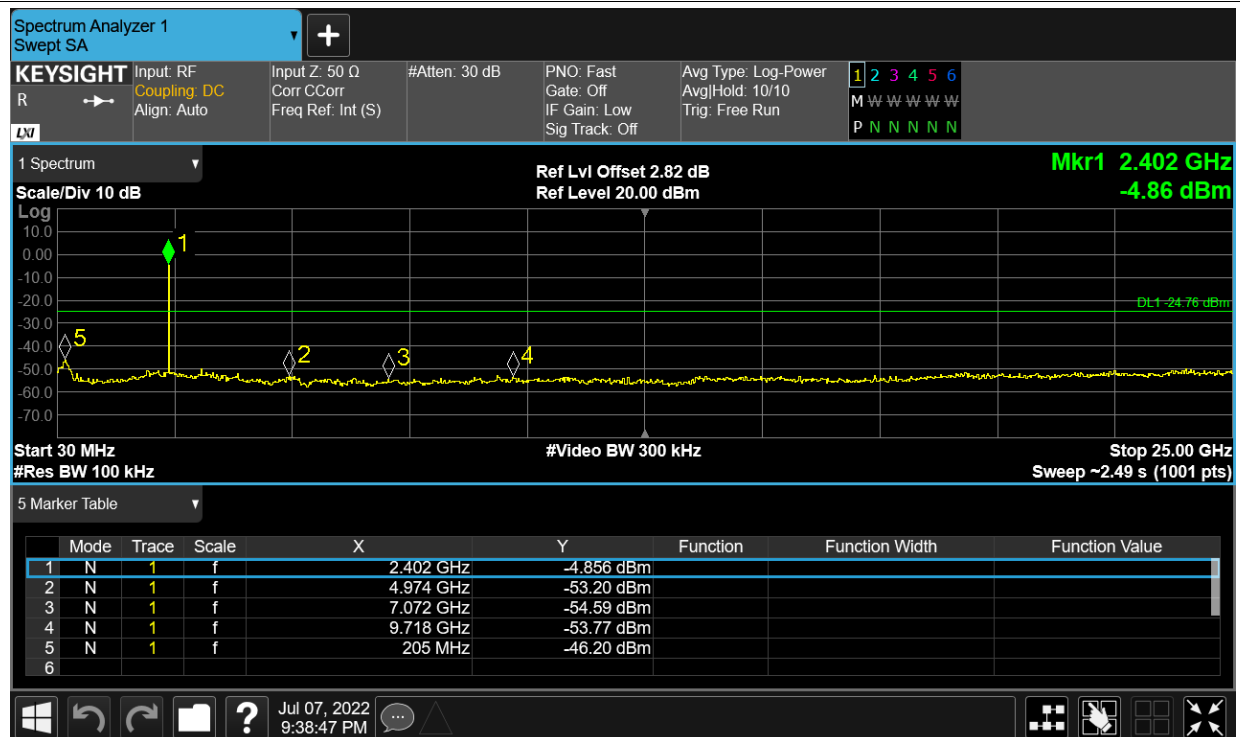 Spectrum Analyzer 1
Swept SA
+
KEYSIGHT
R
LXI
Input: RF
Coupling: DC
Align: Auto
Input Z: 50 Ω
Corr CCorr
Freq Ref: Int (S)
#Atten: 30 dB
PNO: Fast
Gate: Off
IF Gain: Low
Sig Track: Off
Avg Type: Log-Power
Avg|Hold: 10/10
Trig: Free Run
1 2 3 4 5 6
M W W W W W W
P N N N N N N
1 Spectrum
Scale/Div 10 dB
Ref Lvl Offset 2.82 dB
Ref Level 20.00 dBm
Mkr1 2.402 GHz
-4.86 dBm
Log
10.0
0.00
-10.0
-20.0
-30.0
-40.0
-50.0
-60.0
-70.0
1
DL1 -24.76 dBm
5
2
3
4
Start 30 MHz
#Res BW 100 kHz
#Video BW 300 kHz
Stop 25.00 GHz
Sweep ~2.49 s (1001 pts)
5 Marker Table
Mode Trace Scale X Y Function Function Width Function Value
1 N 1 f 2.402 GHz -4.856 dBm
2 N 1 f 4.974 GHz -53.20 dBm
3 N 1 f 7.072 GHz -54.59 dBm
4 N 1 f 9.718 GHz -53.77 dBm
5 N 1 f 205 MHz -46.20 dBm
6
?
Jul 07, 2022
9:38:47 PM